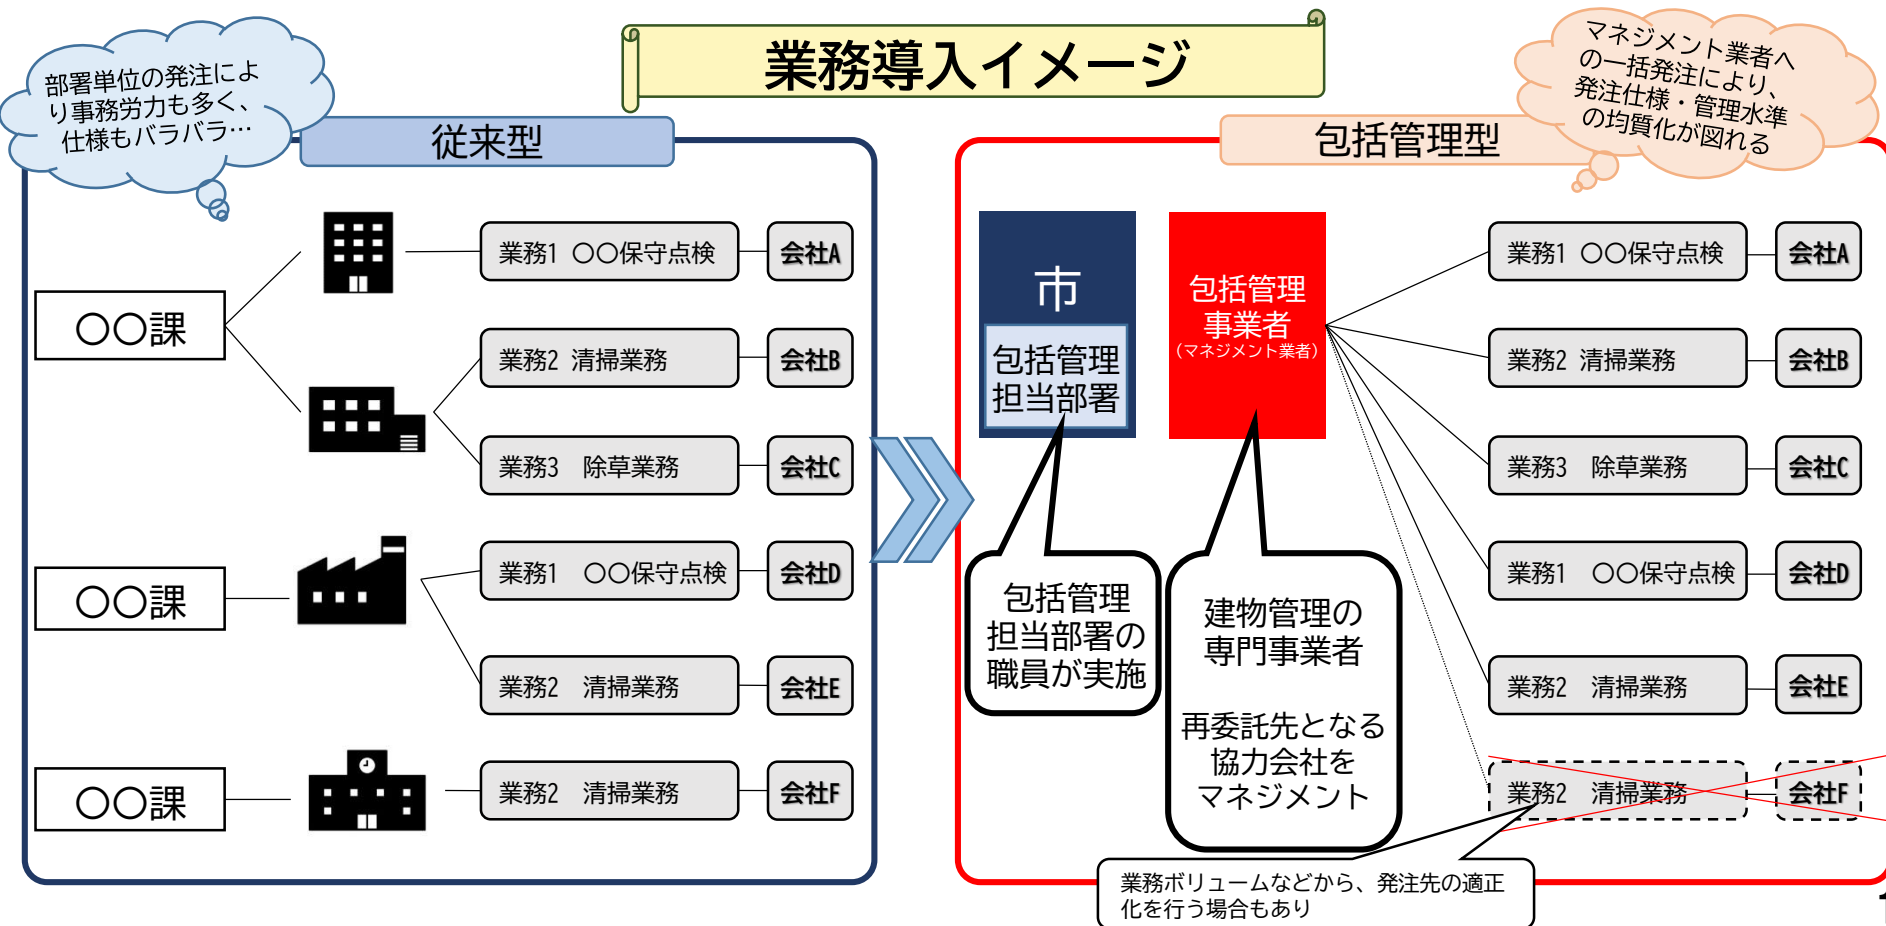 業務導入イメージ
部署単位の発注によ
り事務労力も多く、
仕様もバラバラ…
従来型
〇〇課
業務1 〇〇保守点検
会社A
業務2 清掃業務
会社B
業務3 除草業務
会社C
〇〇課
業務1 〇〇保守点検
会社D
業務2 清掃業務
会社E
〇〇課
業務2 清掃業務
会社F
マネジメント業者へ
の一括発注により、
発注仕様・管理水準
の均質化が図れる
包括管理型
市
包括管理
担当部署
包括管理
事業者
(マネジメント業者)
包括管理
担当部署の
職員が実施
建物管理の
専門事業者
再委託先となる
協力会社を
マネジメント
業務1 〇〇保守点検
会社A
業務2 清掃業務
会社B
業務3 除草業務
会社C
業務1 〇〇保守点検
会社D
業務2 清掃業務
会社E
業務2 清掃業務
会社F
業務ボリュームなどから、発注先の適正
化を行う場合もあり